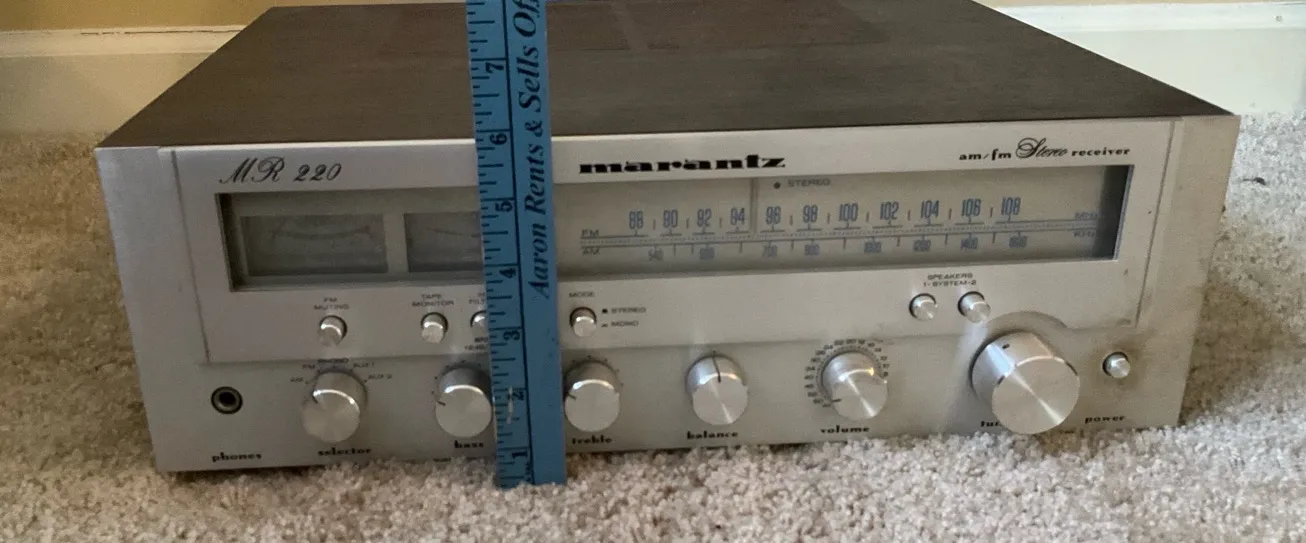 7
Aaron Rents & Sells Of
MR 220
6
marantz
am/fm Stereo receiver
STEREO
5
FM 88 90 92 94 96 98 100 102 104 106 108 MHz
AM 540 700 1400 1600 KHz
4
SPEAKERS
1-SYSTEM-2
FM
MUTING
TAPE
MONITOR
MODE
STEREO
MONO
3
FM PHONO AUX 1
AM AUX 2
2
phones selector bass treble balance volume power
1